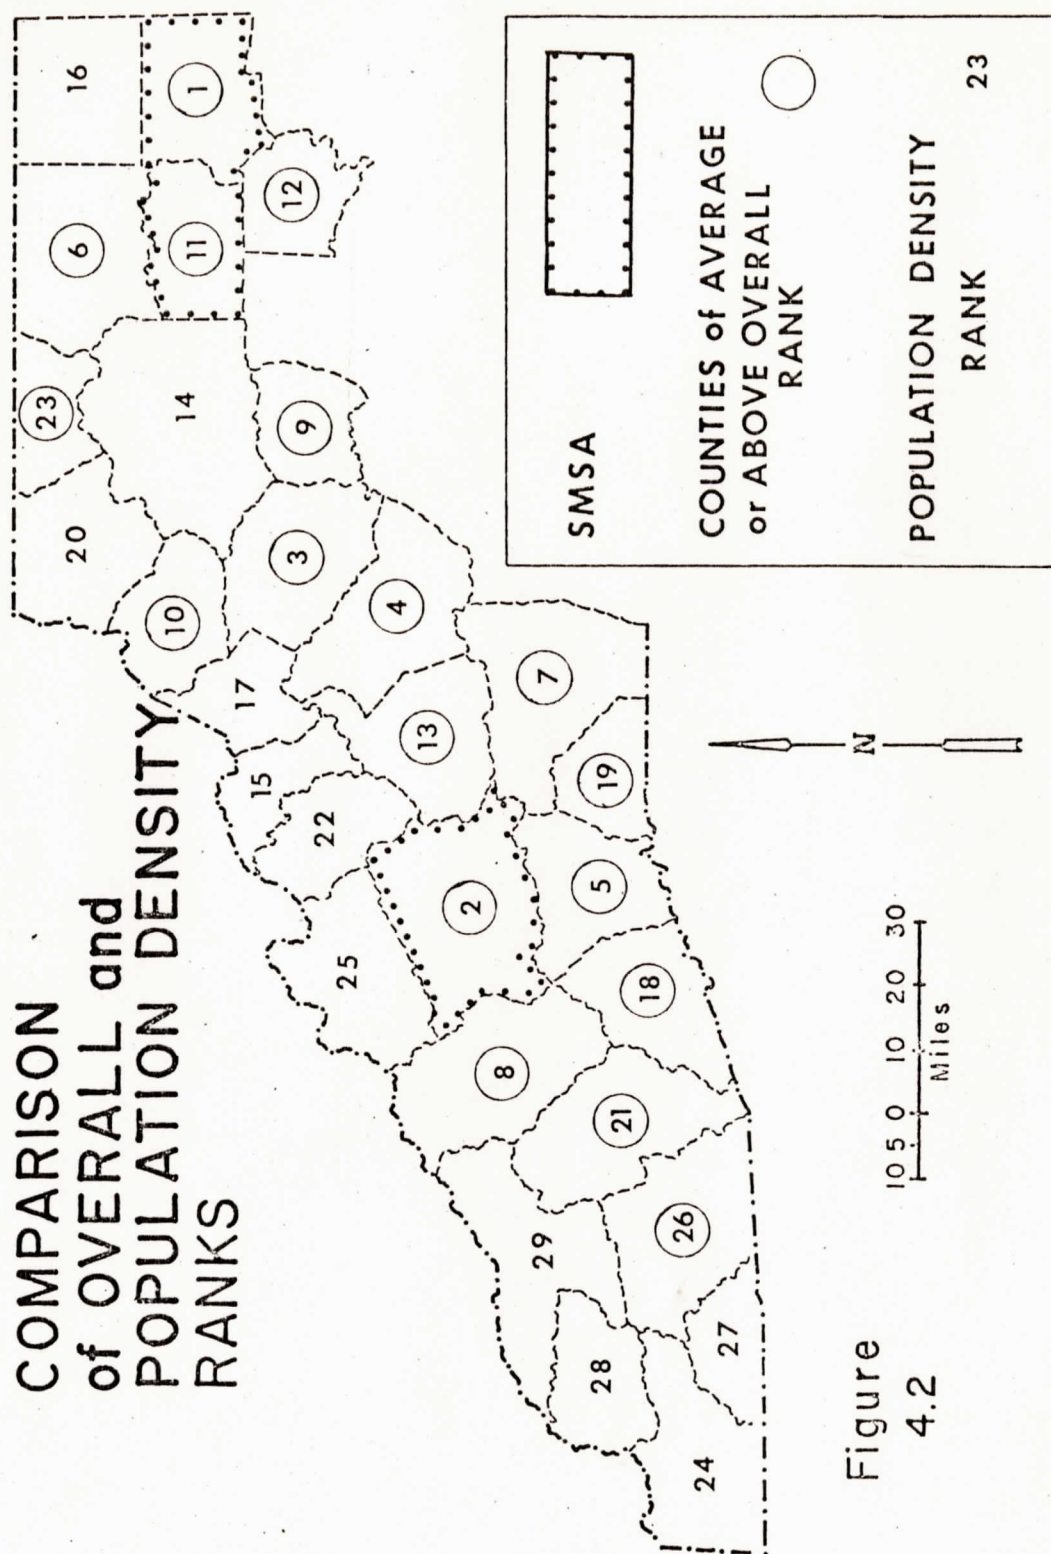 COMPARISON
of OVERALL and
POPULATION DENSITY
RANKS
16
1
6
11
12
23
14
9
20
3
10
4
17
7
13
15
19
22
2
5
25
18
8
21
29
26
28
27
24
SMSA
COUNTIES of AVERAGE
or ABOVE OVERALL
RANK
POPULATION DENSITY
RANK
23
N
10 5 0 10 20 30
Miles
Figure
4.2